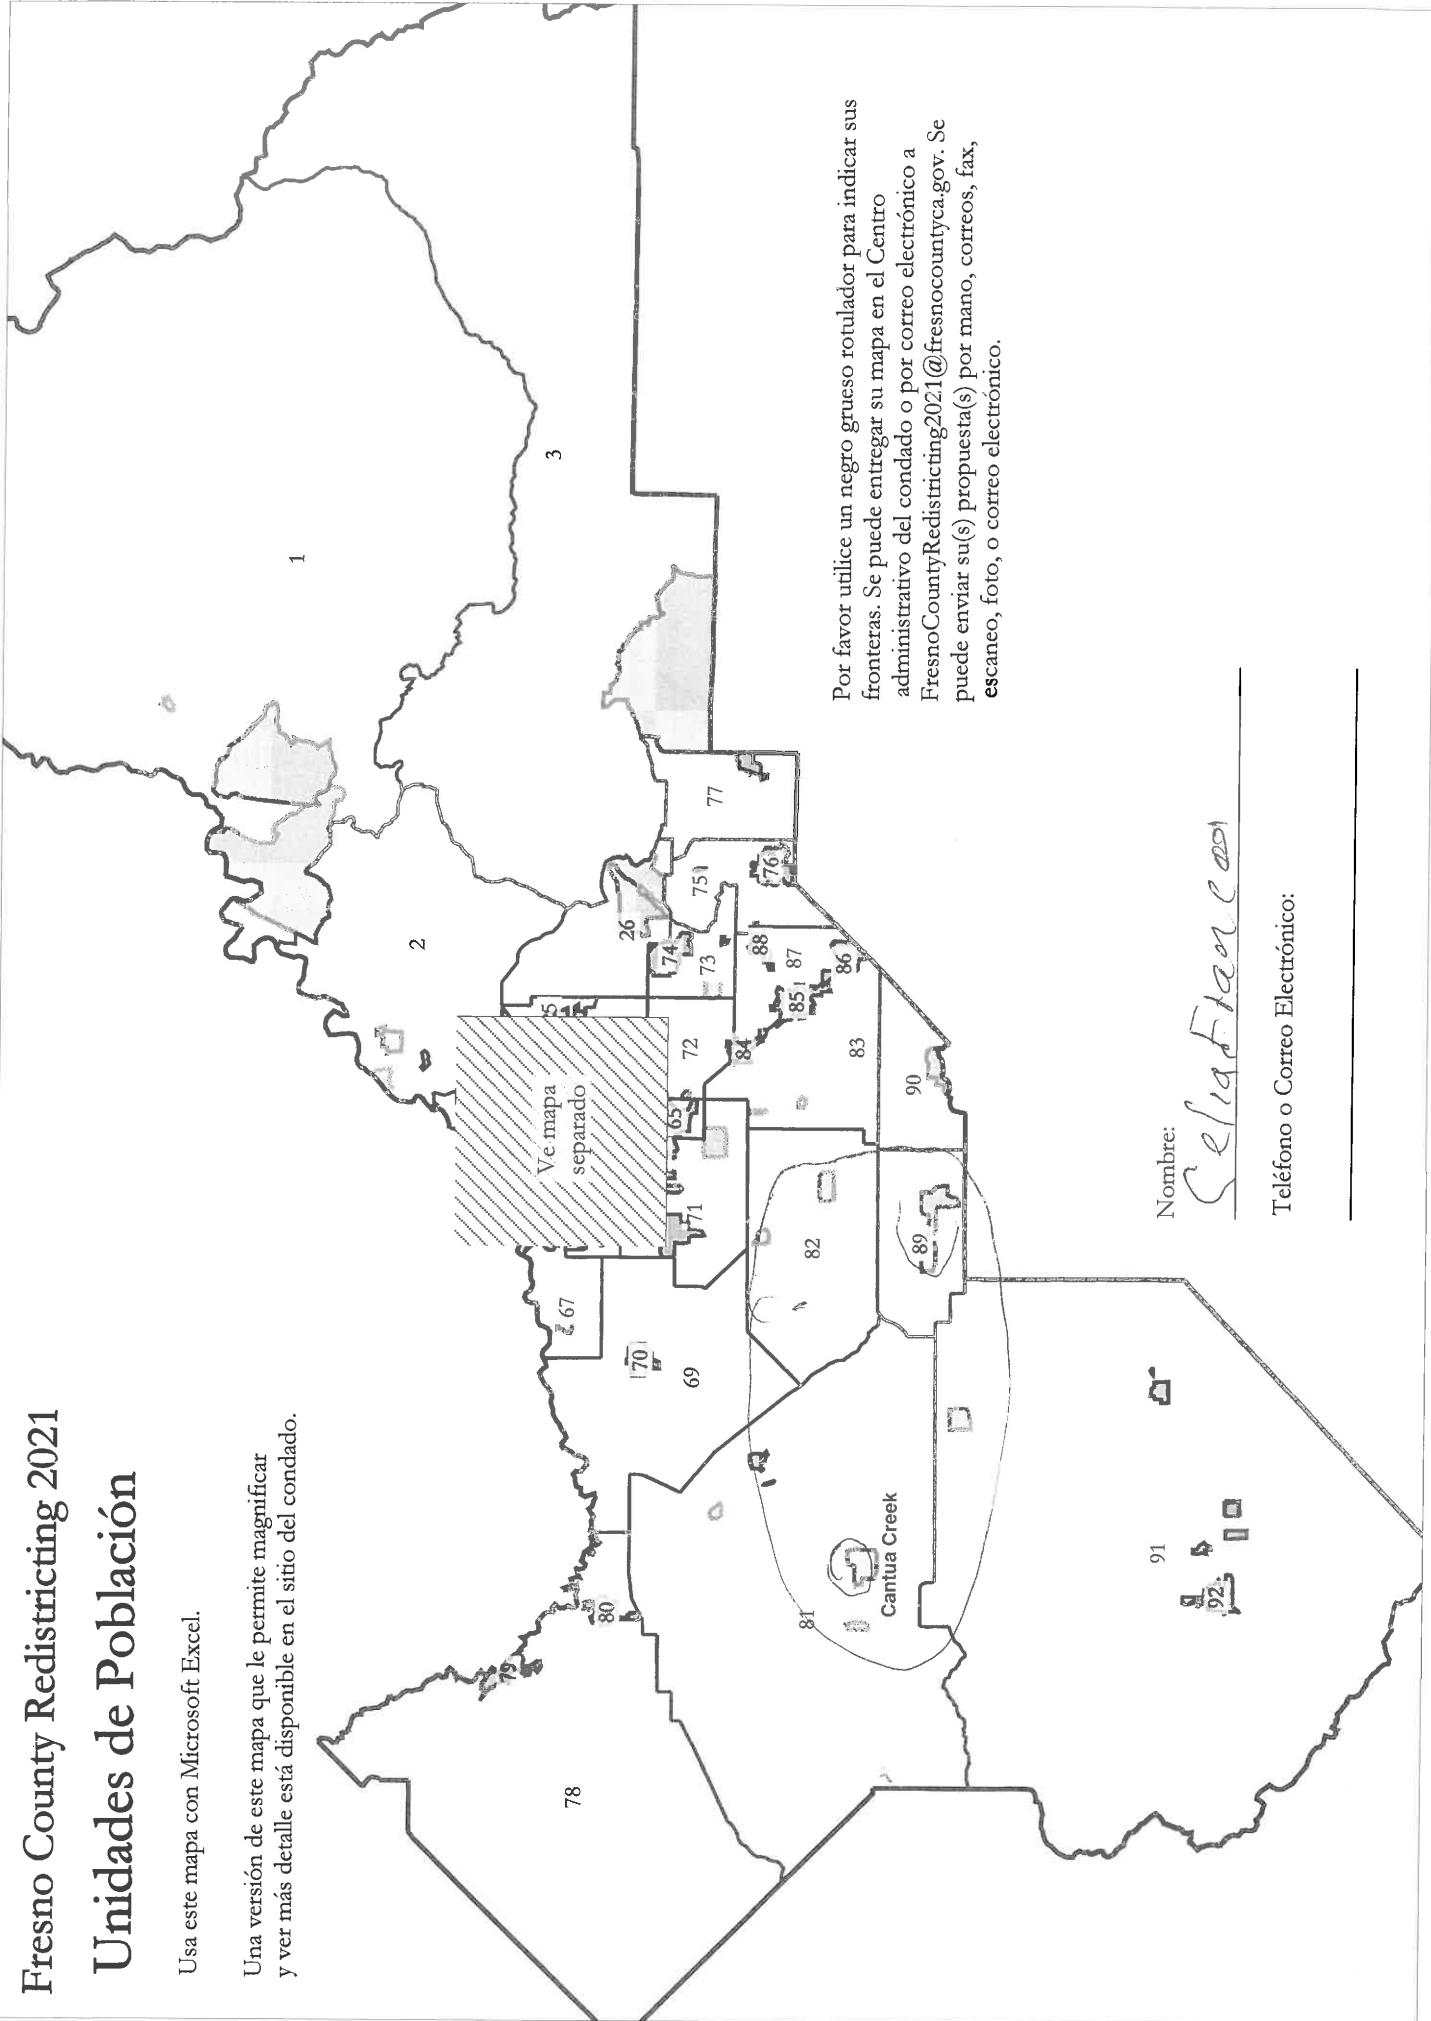 Fresno County Redistricting 2021
Unidades de Población
Usa este mapa con Microsoft Excel.
Una versión de este mapa que le permite magnificar
y ver más detalle está disponible en el sitio del condado.
1
2
3
Ve mapa
separado
5
26
65
67
69
70
71
72
73
74
75
76
77
78
79
80
81
82
83
84
85
86
87
88
89
90
91
92
Cantua Creek
Por favor utilice un negro grueso rotulador para indicar sus
fronteras. Se puede entregar su mapa en el Centro
administrativo del condado o por correo electrónico a
FresnoCountyRedistricting2021@fresnocountyca.gov. Se
puede enviar su(s) propuesta(s) por mano, correos, fax,
escaneo, foto, o correo electrónico.
Nombre:
Teléfono o Correo Electrónico: